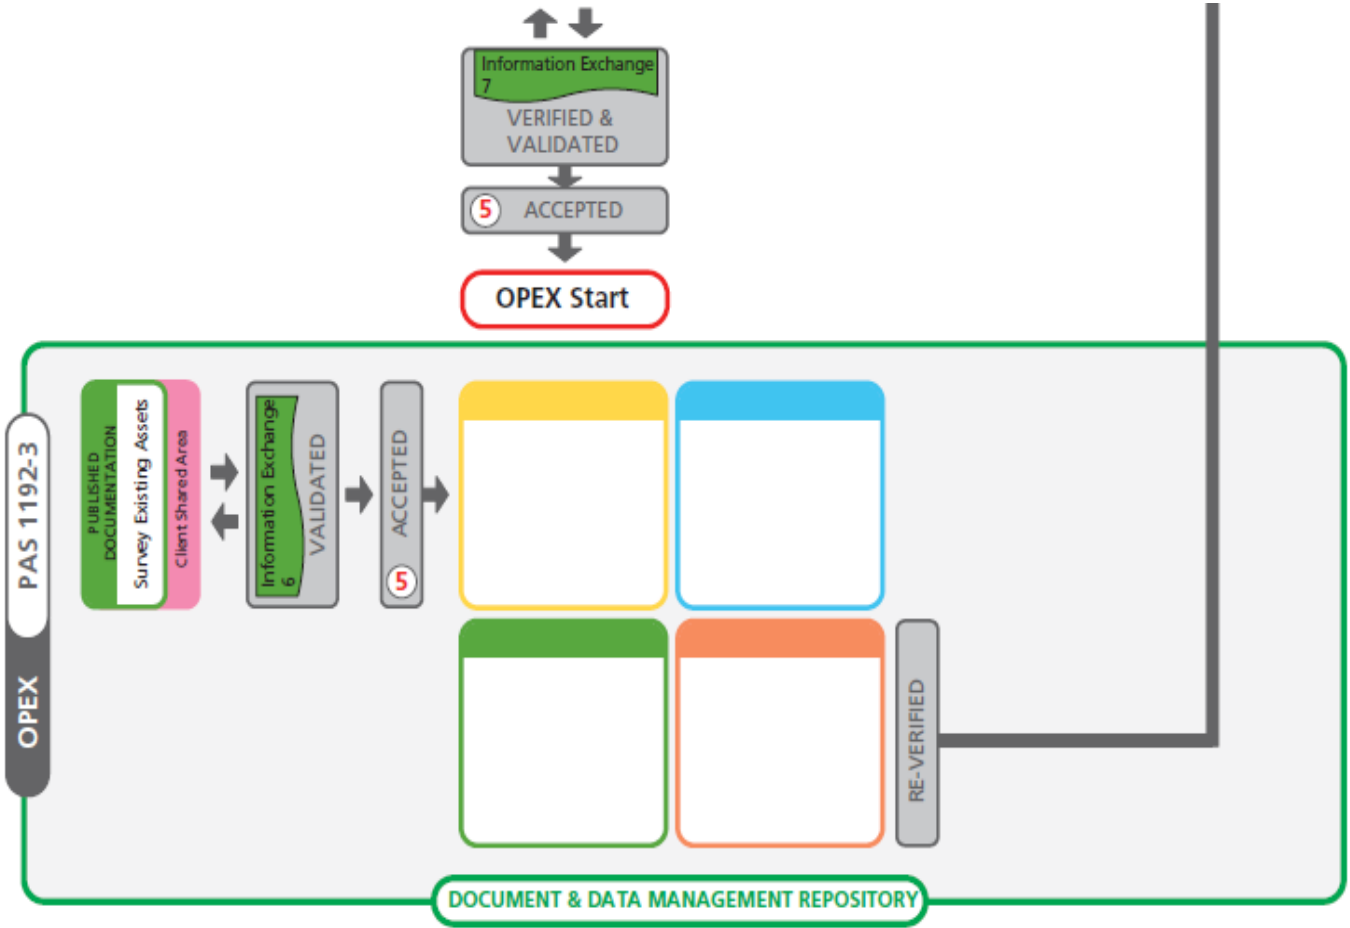 Information Exchange
7
VERIFIED &
VALIDATED
5 ACCEPTED
OPEX Start
PAS 1192-3
OPEX
PUBLISHED
DOCUMENTATION
Survey Existing Assets
Client Shared Area
Information Exchange
6
VALIDATED
ACCEPTED
5
RE-VERIFIED
DOCUMENT & DATA MANAGEMENT REPOSITORY